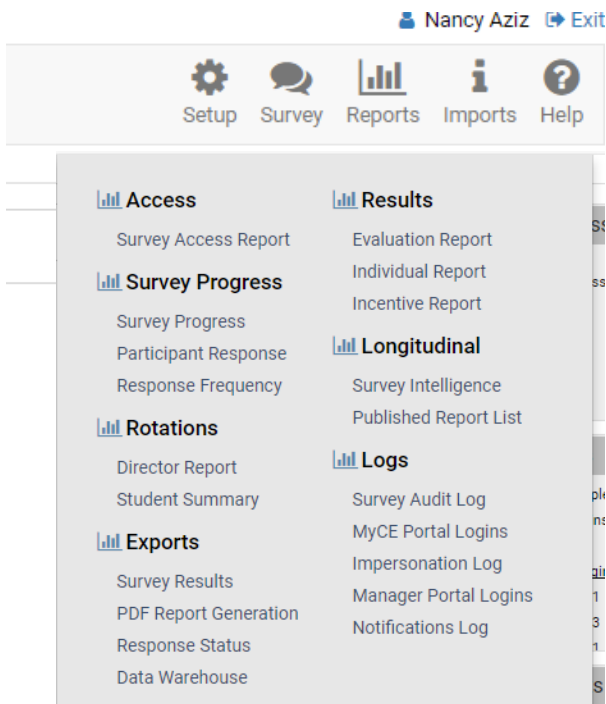 Nancy Aziz Exit
Setup Survey Reports Imports Help
Access
Survey Access Report
Survey Progress
Survey Progress
Participant Response
Response Frequency
Rotations
Director Report
Student Summary
Exports
Survey Results
PDF Report Generation
Response Status
Data Warehouse
Results
Evaluation Report
Individual Report
Incentive Report
Longitudinal
Survey Intelligence
Published Report List
Logs
Survey Audit Log
MyCE Portal Logins
Impersonation Log
Manager Portal Logins
Notifications Log
1
3
1